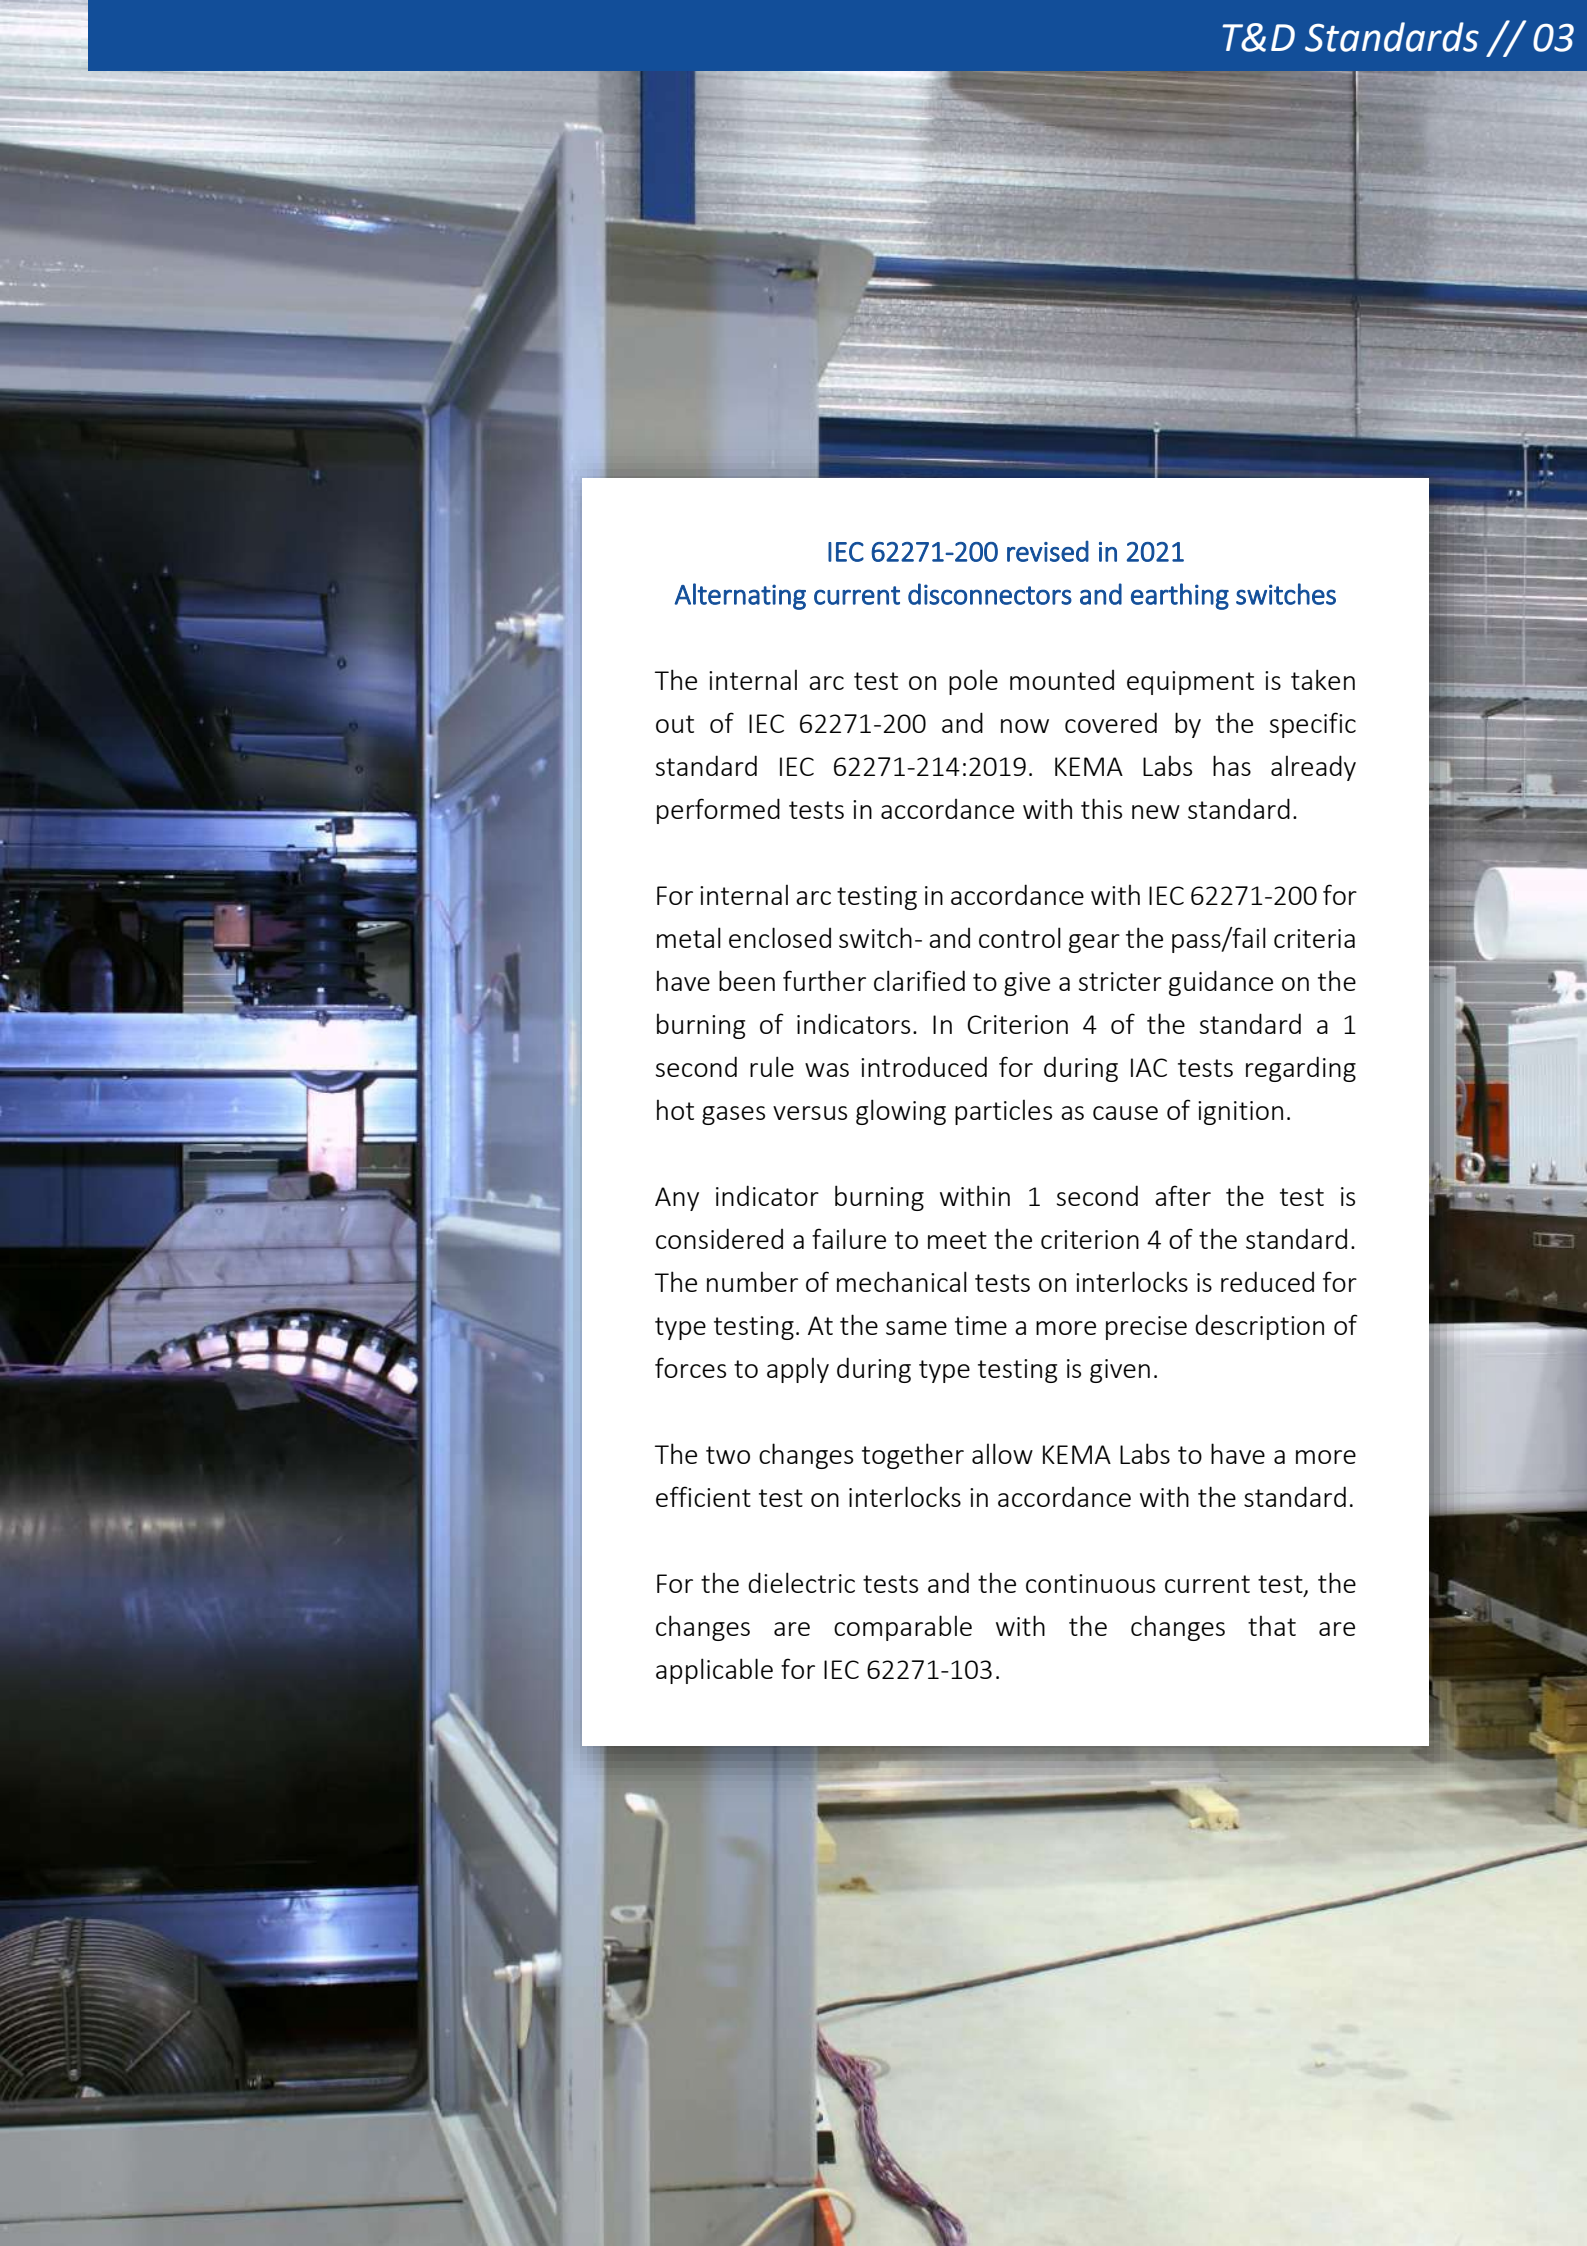 T&D Standards // 03
IEC 62271-200 revised in 2021
Alternating current disconnectors and earthing switches
The internal arc test on pole mounted equipment is taken
out of IEC 62271-200 and now covered by the specific
standard IEC 62271-214:2019. KEMA Labs has already
performed tests in accordance with this new standard.
For internal arc testing in accordance with IEC 62271-200 for
metal enclosed switch- and control gear the pass/fail criteria
have been further clarified to give a stricter guidance on the
burning of indicators. In Criterion 4 of the standard a 1
second rule was introduced for during IAC tests regarding
hot gases versus glowing particles as cause of ignition.
Any indicator burning within 1 second after the test is
considered a failure to meet the criterion 4 of the standard.
The number of mechanical tests on interlocks is reduced for
type testing. At the same time a more precise description of
forces to apply during type testing is given.
The two changes together allow KEMA Labs to have a more
efficient test on interlocks in accordance with the standard.
For the dielectric tests and the continuous current test, the
changes are comparable with the changes that are
applicable for IEC 62271-103.